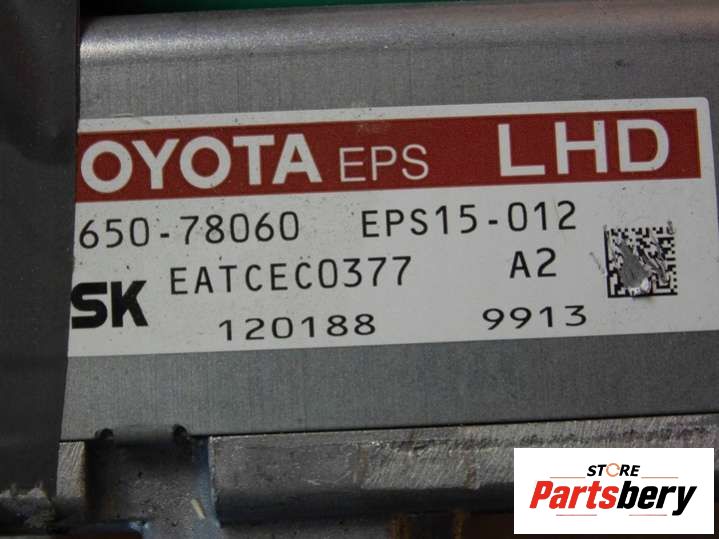 OYOTA EPS LHD
650-78060 EPS15-012
EATCEC0377 A2
SK
120188 9913
STORE
Partsbery